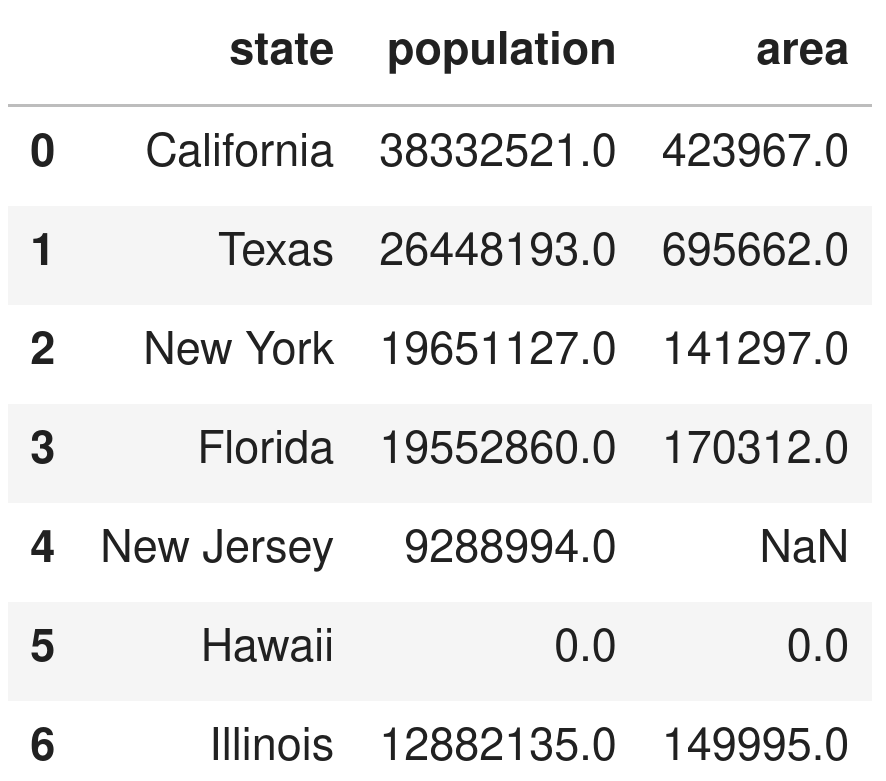 state population area
0 California 38332521.0 423967.0
1 Texas 26448193.0 695662.0
2 New York 19651127.0 141297.0
3 Florida 19552860.0 170312.0
4 New Jersey 9288994.0 NaN
5 Hawaii 0.0 0.0
6 Illinois 12882135.0 149995.0